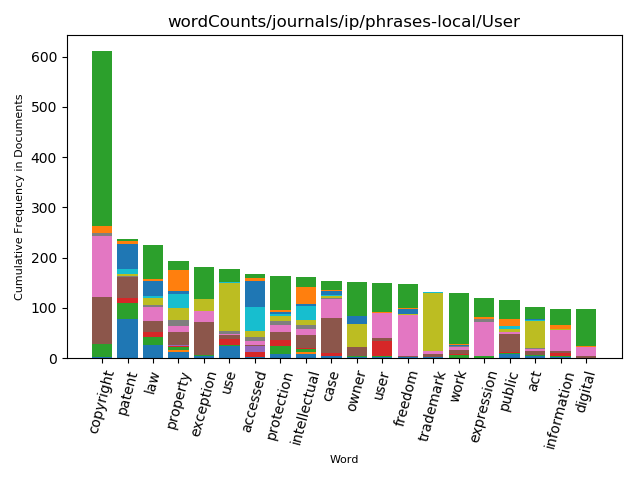 wordCounts/journals/ip/phrases-local/User
Cumulative Frequency in Documents
600
500
400
300
200
100
0
copyright
patent
law
property
exception
use
accessed
protection
intellectual
case
owner
user
freedom
trademark
work
expression
public
act
information
digital
Word